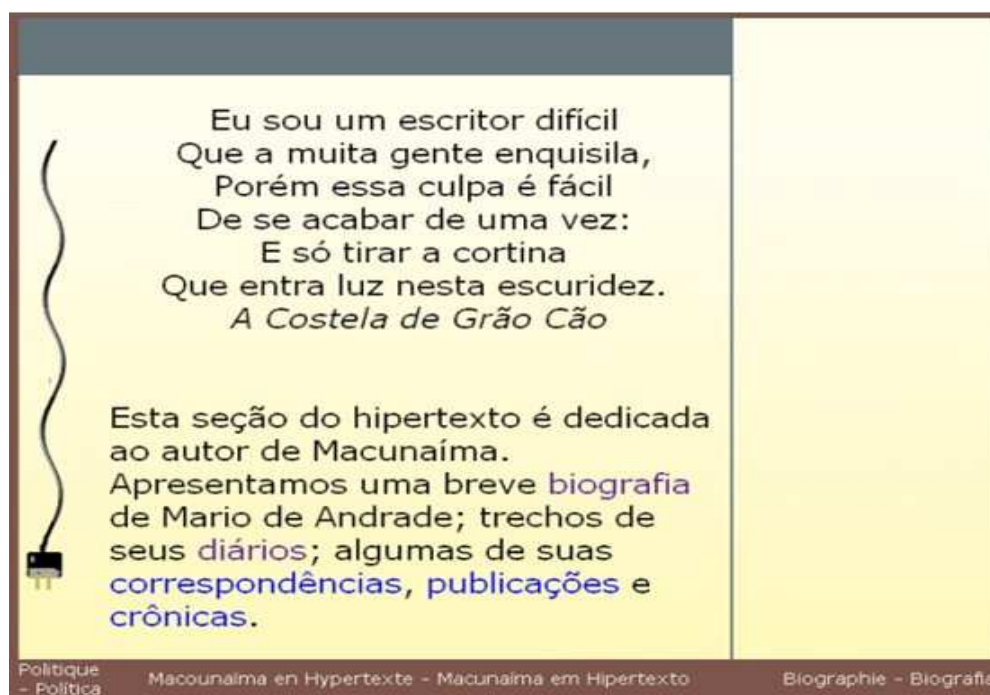 Eu sou um escritor difícil
Que a muita gente enquisila,
Porém essa culpa é fácil
De se acabar de uma vez:
E só tirar a cortina
Que entra luz nesta escuridez.
A Costela de Grão Cão
Esta seção do hipertexto é dedicada
ao autor de Macunaíma.
Apresentamos uma breve biografia
de Mario de Andrade; trechos de
seus diários; algumas de suas
correspondências, publicações e
crônicas.
Politique
- Política
Macounaïma en Hypertexte - Macunaima em Hipertexto
Biographie - Biografia